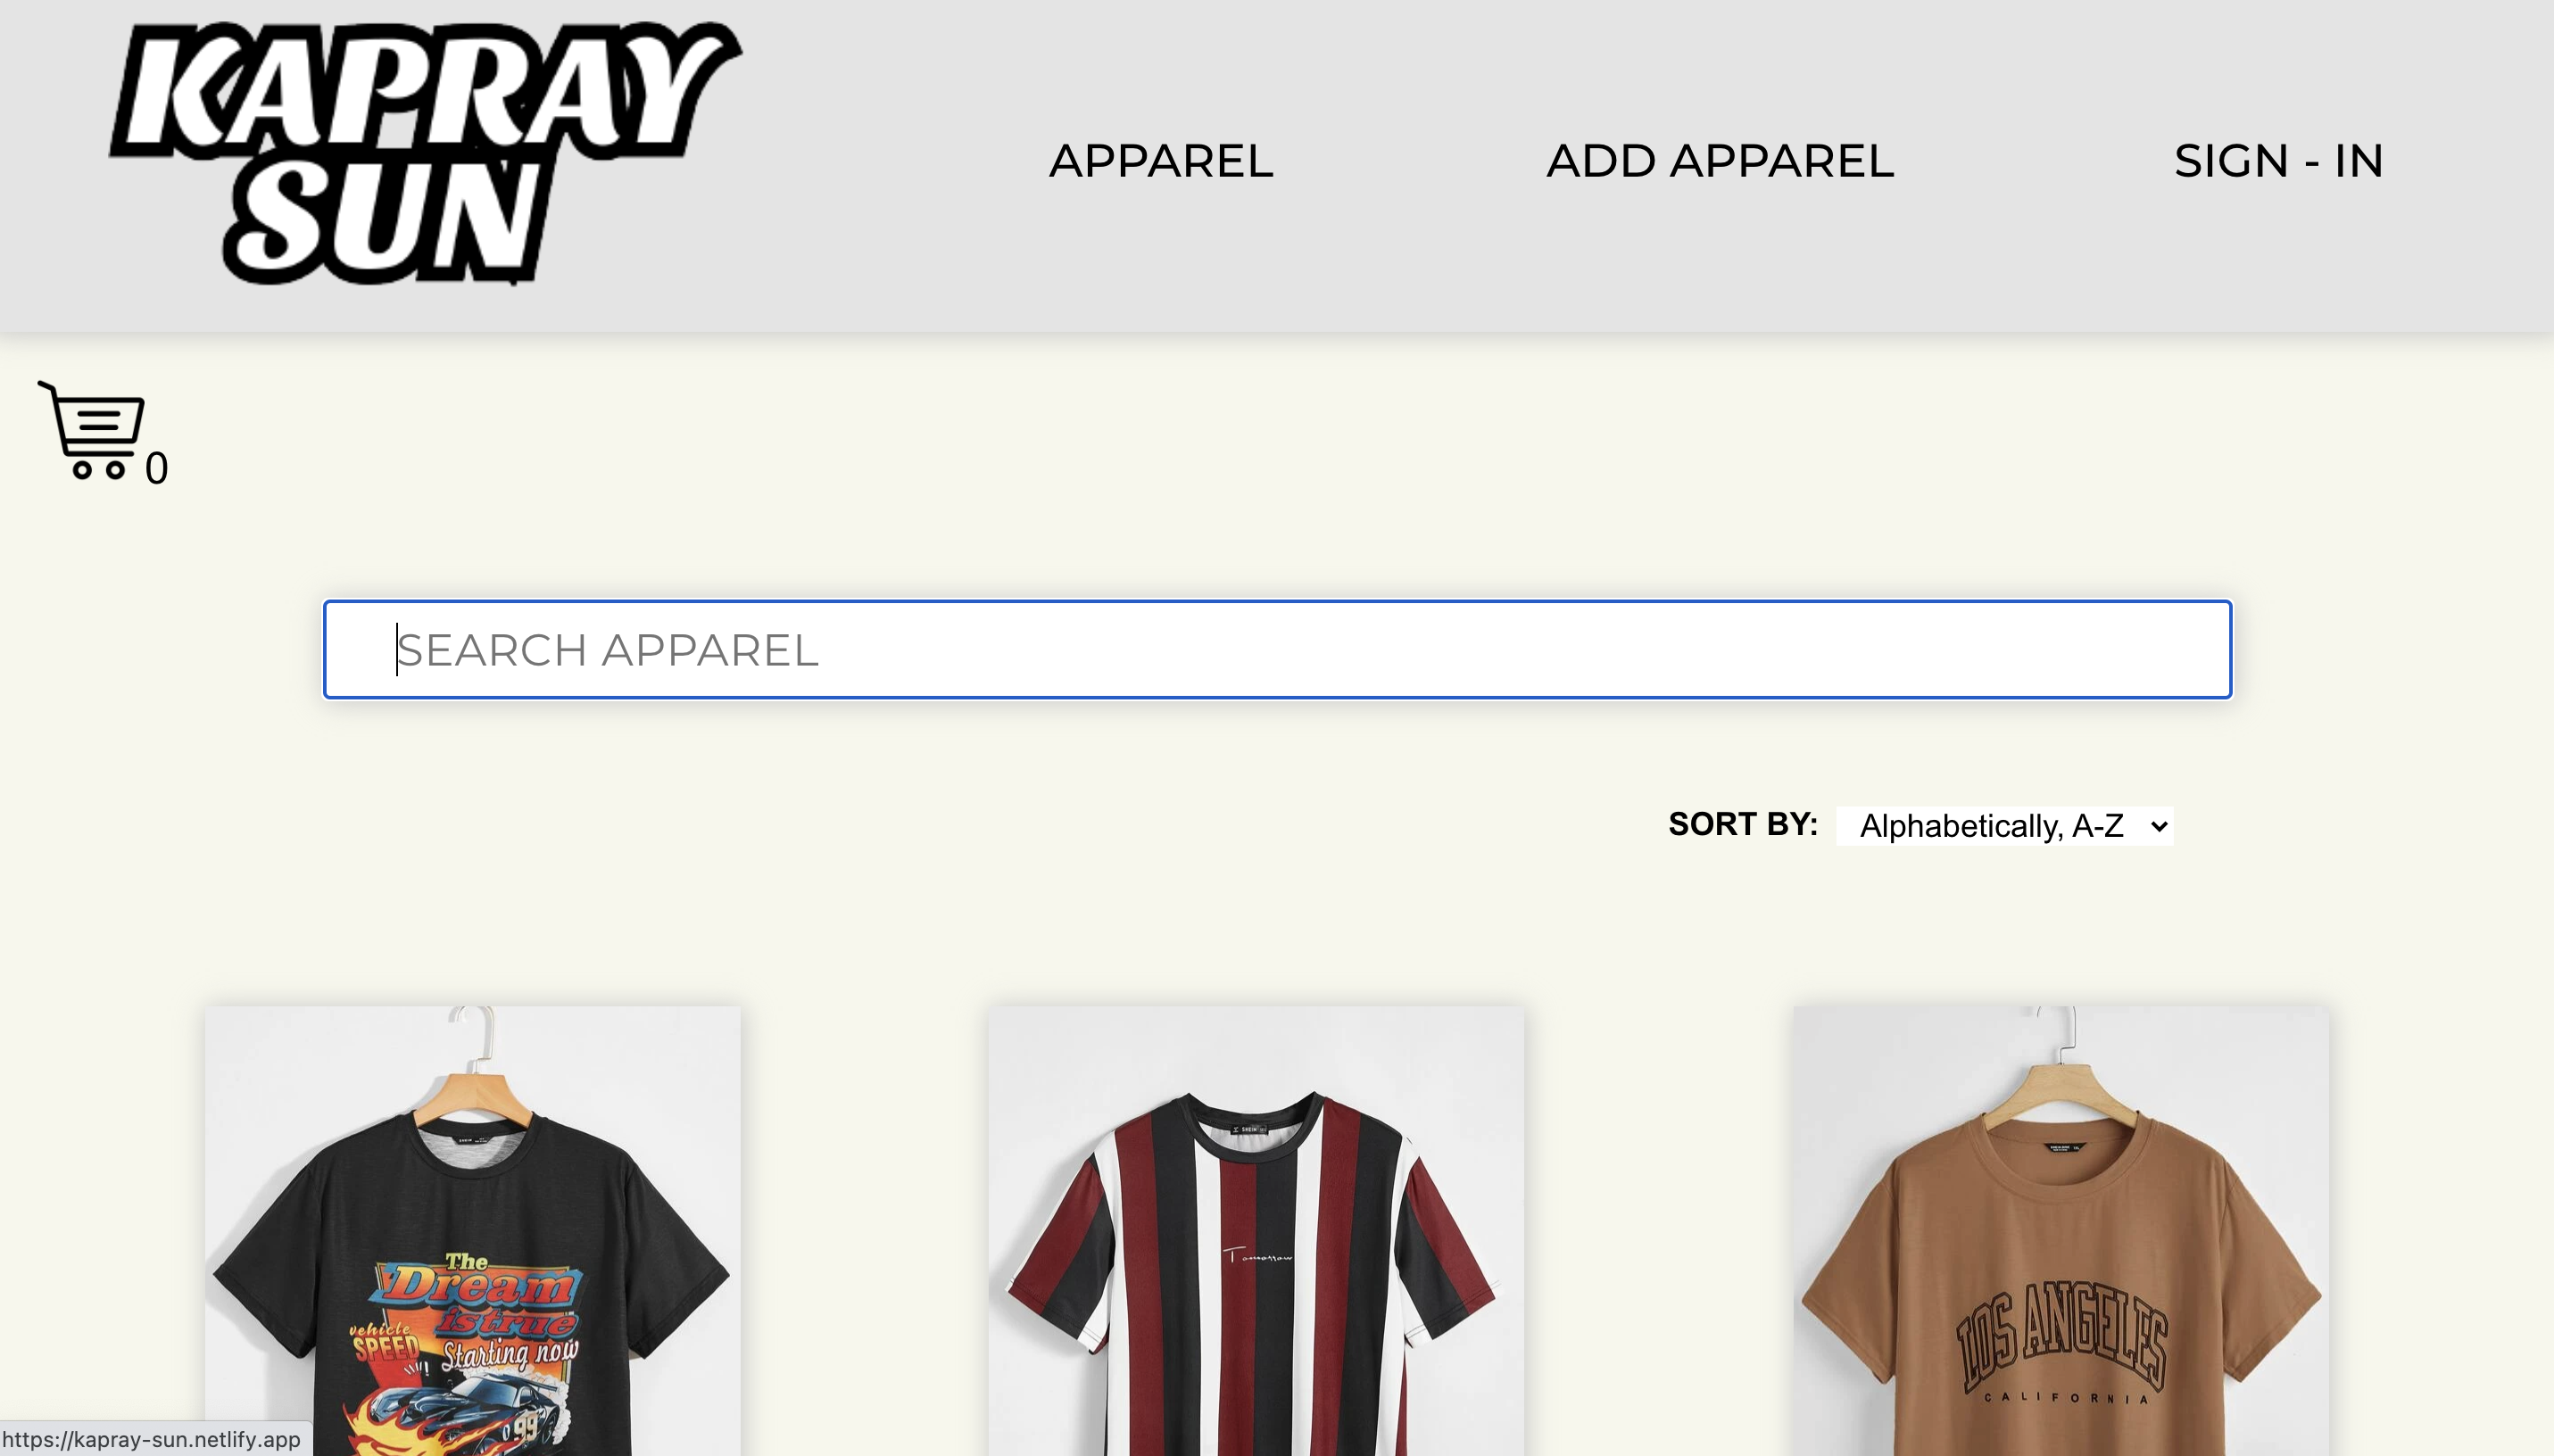 KAPRAY
SUN
APPAREL
ADD APPAREL
SIGN - IN
0
SEARCH APPAREL
SORT BY: Alphabetically, A-Z
The
Dream
is true
vehicle
SPEED
Starting now
99
SHEIN
Tomorrow
LOS ANGELES
CALIFORNIA
https://kapray-sun.netlify.app